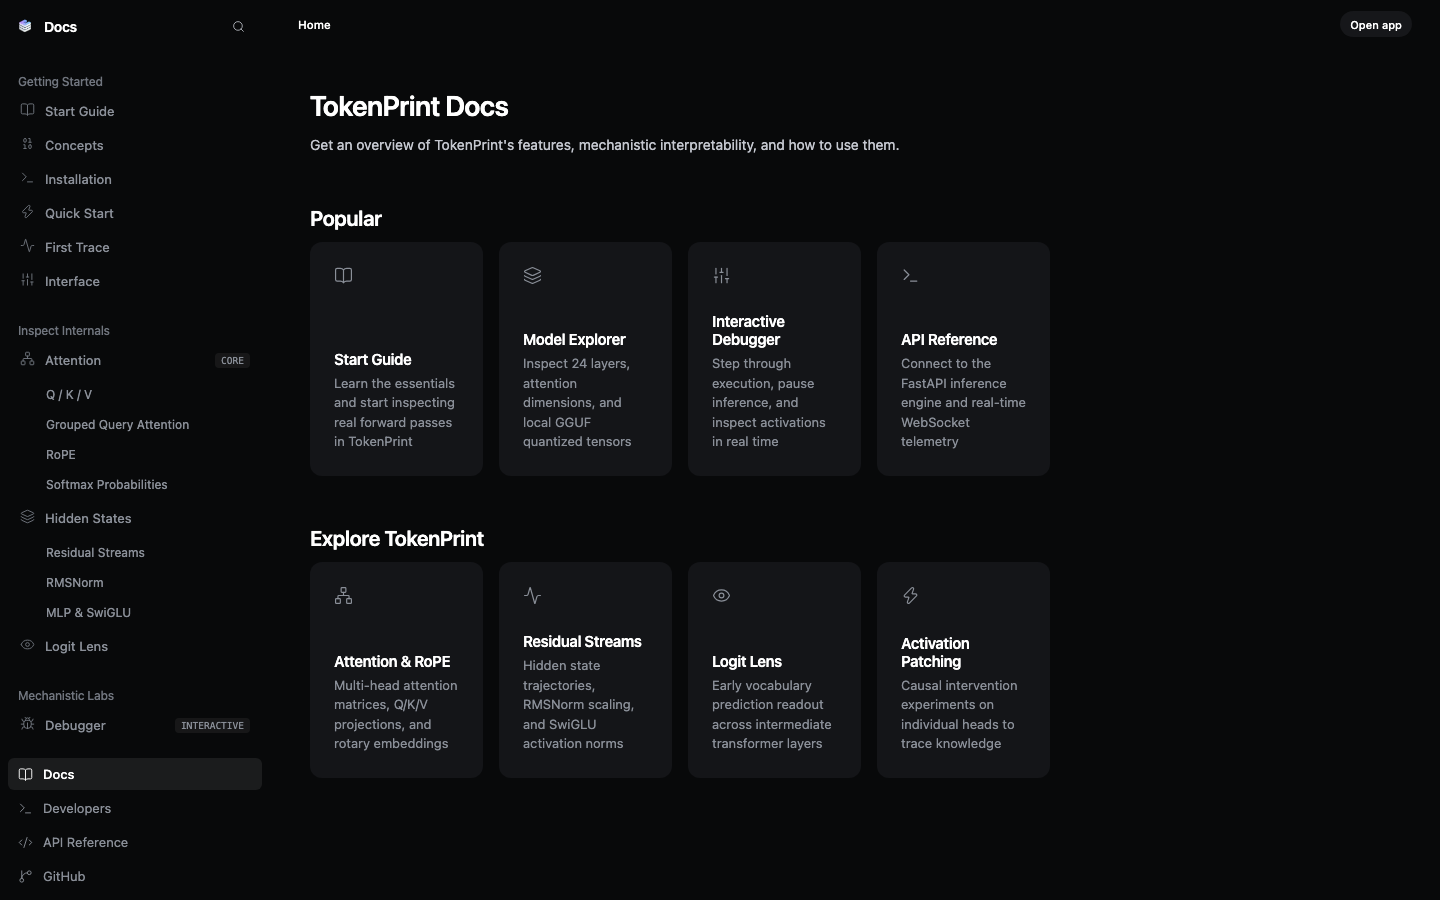 Docs
Getting Started
Start Guide
Concepts
Installation
Quick Start
First Trace
Interface
Inspect Internals
Attention
CORE
Q / K / V
Grouped Query Attention
RoPE
Softmax Probabilities
Hidden States
Residual Streams
RMSNorm
MLP & SwiGLU
Logit Lens
Mechanistic Labs
Debugger
INTERACTIVE
Docs
Developers
API Reference
GitHub
Home
Open app
TokenPrint Docs
Get an overview of TokenPrint's features, mechanistic interpretability, and how to use them.
Popular
Start Guide
Learn the essentials
and start inspecting
real forward passes
in TokenPrint
Model Explorer
Inspect 24 layers,
attention
dimensions, and
local GGUF
quantized tensors
Interactive
Debugger
Step through
execution, pause
inference, and
inspect activations
in real time
API Reference
Connect to the
FastAPI inference
engine and real-time
WebSocket
telemetry
Explore TokenPrint
Attention & RoPE
Multi-head attention
matrices, Q/K/V
projections, and
rotary embeddings
Residual Streams
Hidden state
trajectories,
RMSNorm scaling,
and SwiGLU
activation norms
Logit Lens
Early vocabulary
prediction readout
across intermediate
transformer layers
Activation
Patching
Causal intervention
experiments on
individual heads to
trace knowledge